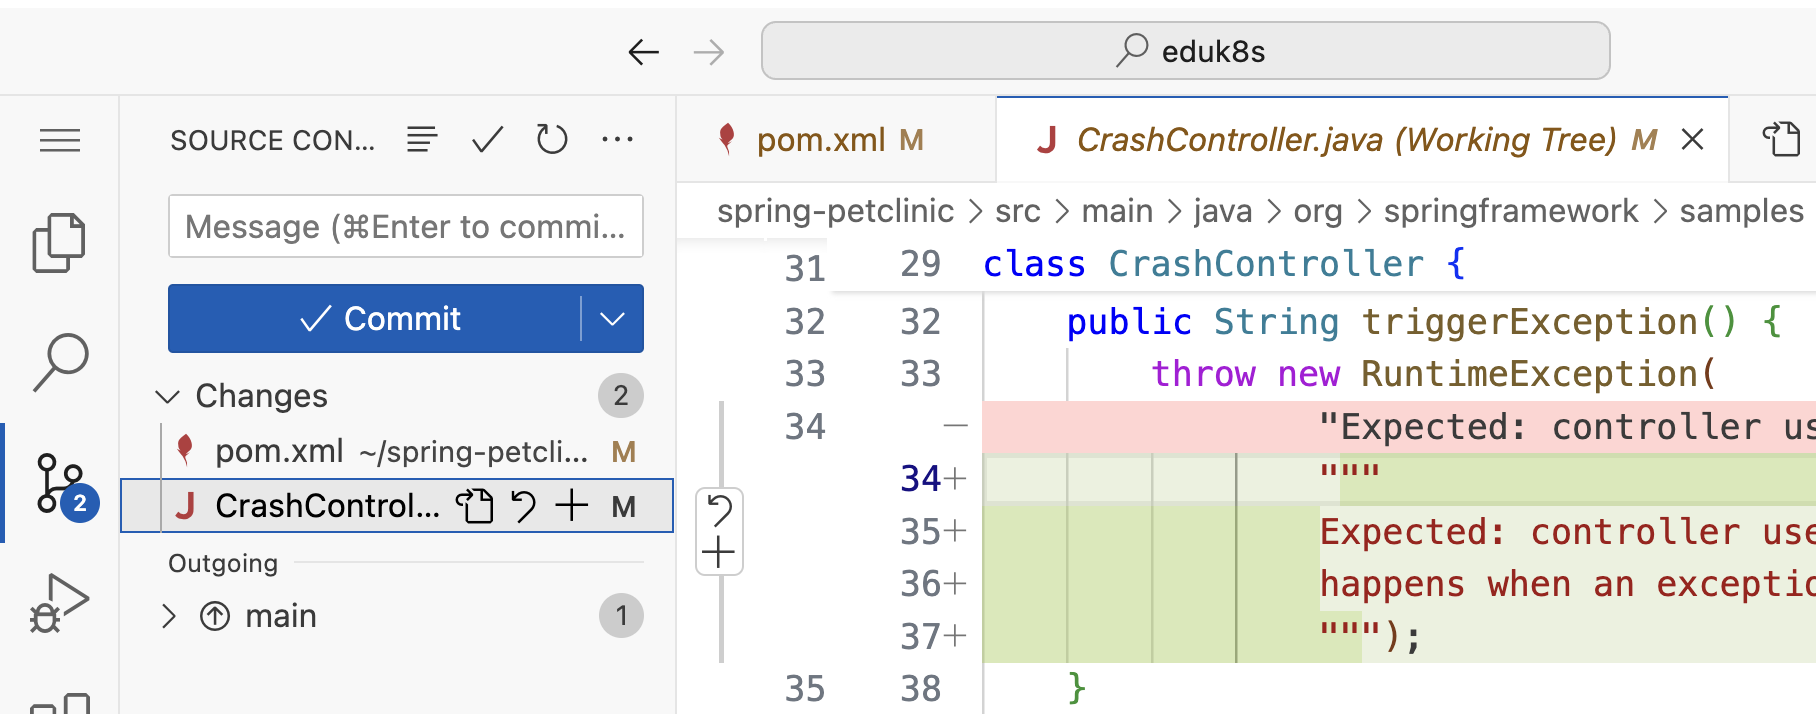 eduk8s
SOURCE CON...
Message (⌘Enter to commi...
Commit
Changes 2
pom.xml ~/spring-petcli... M
CrashControl... M
2
Outgoing
main 1
pom.xml M
J CrashController.java (Working Tree) M
spring-petclinic > src > main > java > org > springframework > samples
31 29 class CrashController {
32 32 public String triggerException() {
33 33 throw new RuntimeException(
34 — "Expected: controller us
34+ """
35+ Expected: controller use
36+ happens when an exceptio
37+ """);
35 38 }